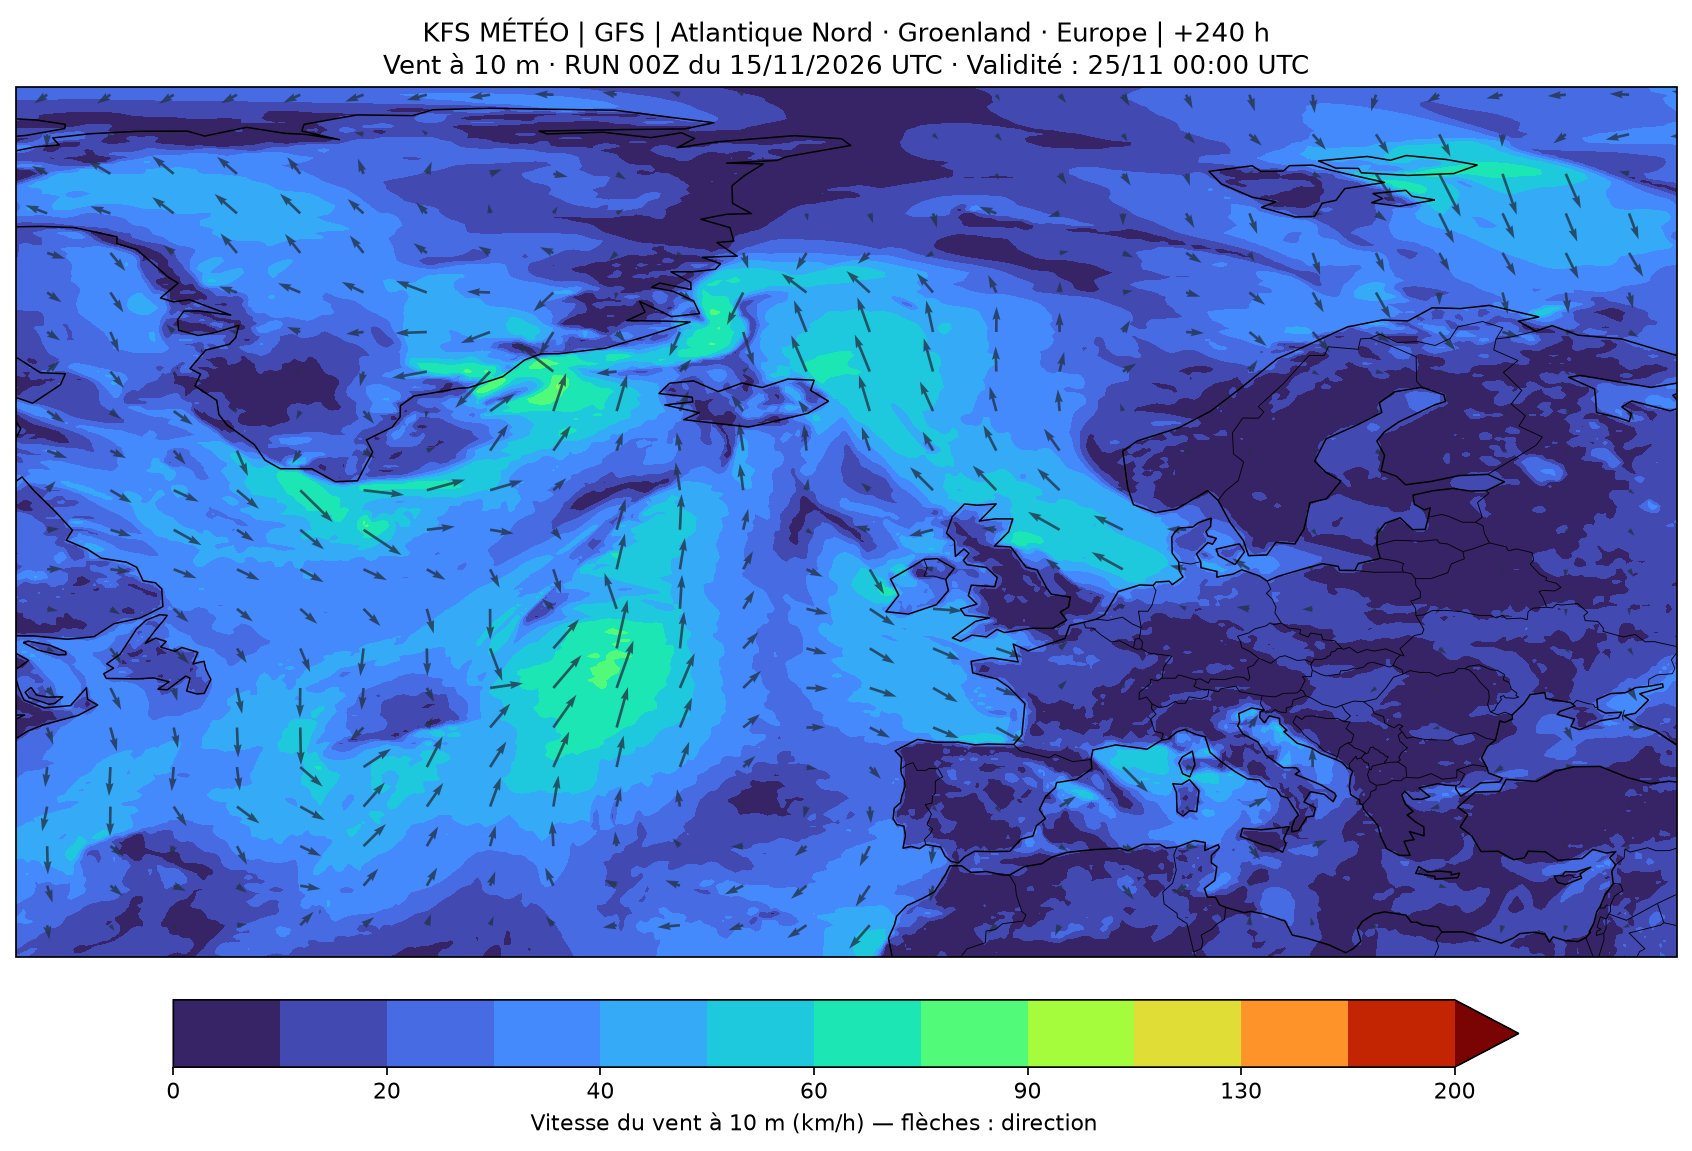 KFS MÉTÉO | GFS | Atlantique Nord · Groenland · Europe | +240 h
Vent à 10 m · RUN 00Z du 15/11/2026 UTC · Validité : 25/11 00:00 UTC
0 20 40 60 90 130 200
Vitesse du vent à 10 m (km/h) — flèches : direction